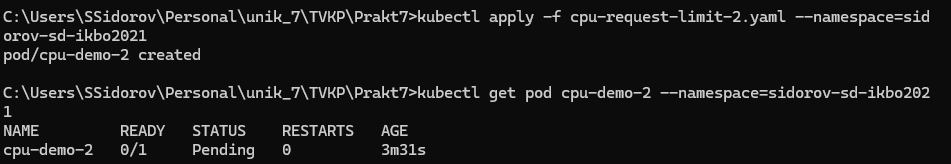 C:\Users\SSidorov\Personal\unik_7\TVKP\Prakt7>kubectl apply -f cpu-request-limit-2.yaml --namespace=sid
orov-sd-ikbo2021
pod/cpu-demo-2 created

C:\Users\SSidorov\Personal\unik_7\TVKP\Prakt7>kubectl get pod cpu-demo-2 --namespace=sidorov-sd-ikbo202
1
NAME         READY   STATUS    RESTARTS   AGE
cpu-demo-2   0/1     Pending   0          3m31s